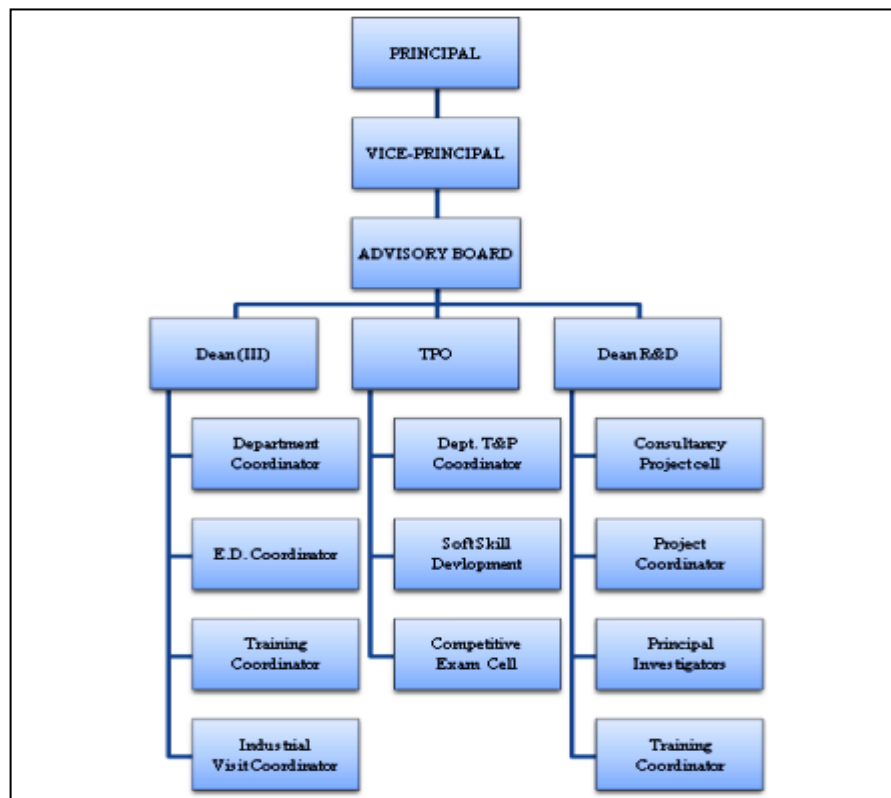 PRINCIPAL
VICE-PRINCIPAL
ADVISORY BOARD
Dean (III)
TPO
Dean R&D
Department
Coordinator
E.D. Coordinator
Training
Coordinator
Industrial
Visit Coordinator
Dept. T&P
Coordinator
Soft Skill
Devlopment
Competitive
Exam Cell
Consultancy
Project cell
Project
Coordinator
Principal
Investigators
Training
Coordinator